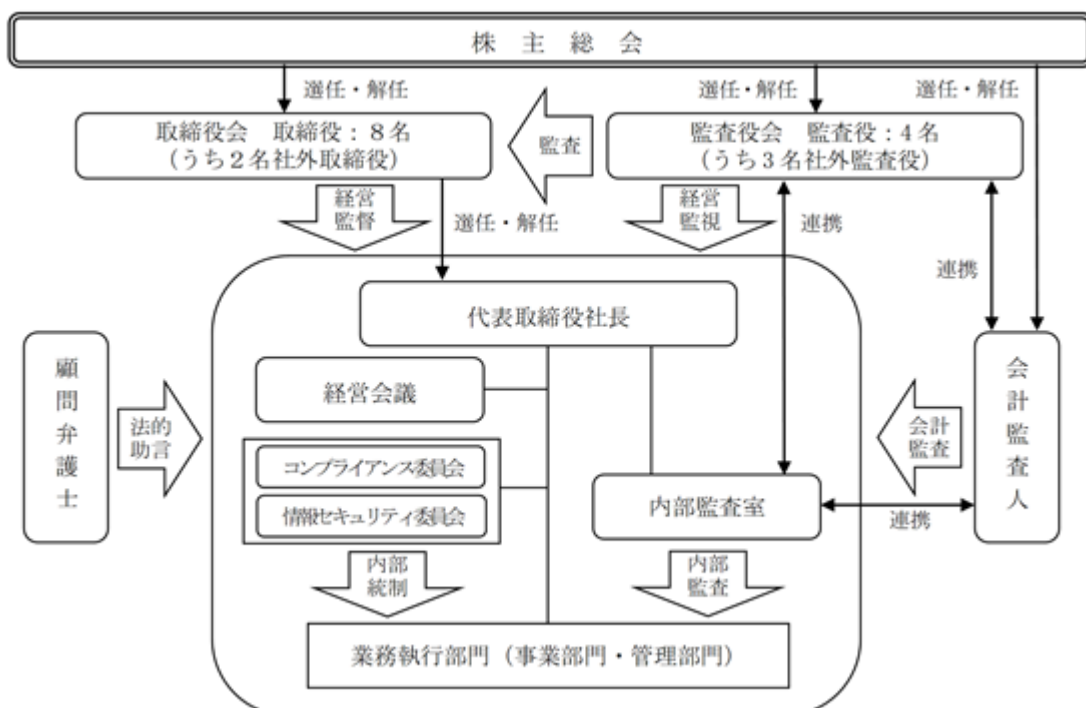 株主総会
選任・解任
選任・解任
選任・解任
取締役会 取締役：８名
（うち２名社外取締役）
監査
監査役会 監査役：４名
（うち３名社外監査役）
経営
監督
選任・解任
経営
監視
連携
連携
代表取締役社長
顧問弁護士
法的
助言
経営会議
コンプライアンス委員会
情報セキュリティ委員会
内部監査室
会計
監査
会計監査人
連携
内部
統制
内部
監査
業務執行部門（事業部門・管理部門）